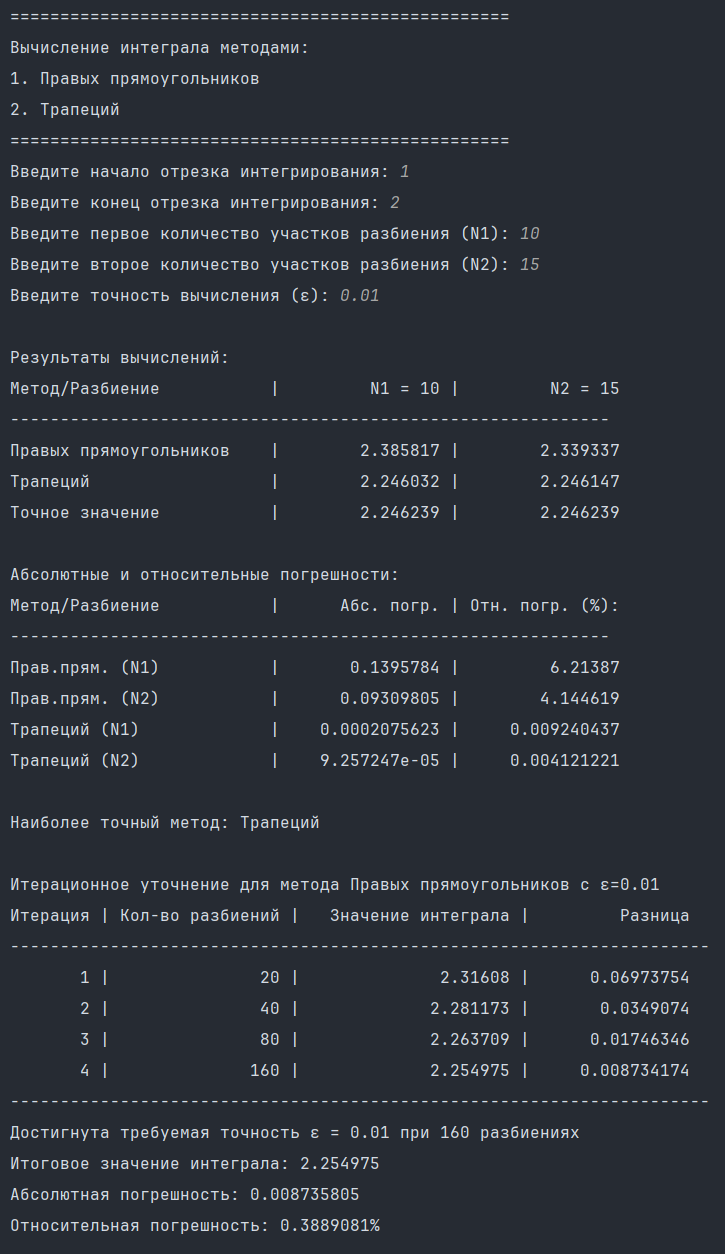 ==================================================
Вычисление интеграла методами:
1. Правых прямоугольников
2. Трапеций
==================================================
Введите начало отрезка интегрирования: 1
Введите конец отрезка интегрирования: 2
Введите первое количество участков разбиения (N1): 10
Введите второе количество участков разбиения (N2): 15
Введите точность вычисления (ε): 0.01

Результаты вычислений:
Метод/Разбиение           |         N1 = 10 |         N2 = 15
------------------------------------------------------------
Правых прямоугольников    |        2.385817 |        2.339337
Трапеций                  |        2.246032 |        2.246147
Точное значение           |        2.246239 |        2.246239

Абсолютные и относительные погрешности:
Метод/Разбиение           |      Абс. погр. | Отн. погр. (%):
------------------------------------------------------------
Прав.прям. (N1)           |       0.1395784 |         6.21387
Прав.прям. (N2)           |      0.09309805 |        4.144619
Трапеций (N1)             |    0.0002075623 |     0.009240437
Трапеций (N2)             |    9.257247e-05 |     0.004121221

Наиболее точный метод: Трапеций

Итерационное уточнение для метода Правых прямоугольников с ε=0.01
Итерация | Кол-во разбиений |   Значение интеграла |         Разница
----------------------------------------------------------------------
       1 |               20 |              2.31608 |      0.06973754
       2 |               40 |             2.281173 |       0.0349074
       3 |               80 |             2.263709 |      0.01746346
       4 |              160 |             2.254975 |     0.008734174
----------------------------------------------------------------------
Достигнута требуемая точность ε = 0.01 при 160 разбиениях
Итоговое значение интеграла: 2.254975
Абсолютная погрешность: 0.008735805
Относительная погрешность: 0.3889081%